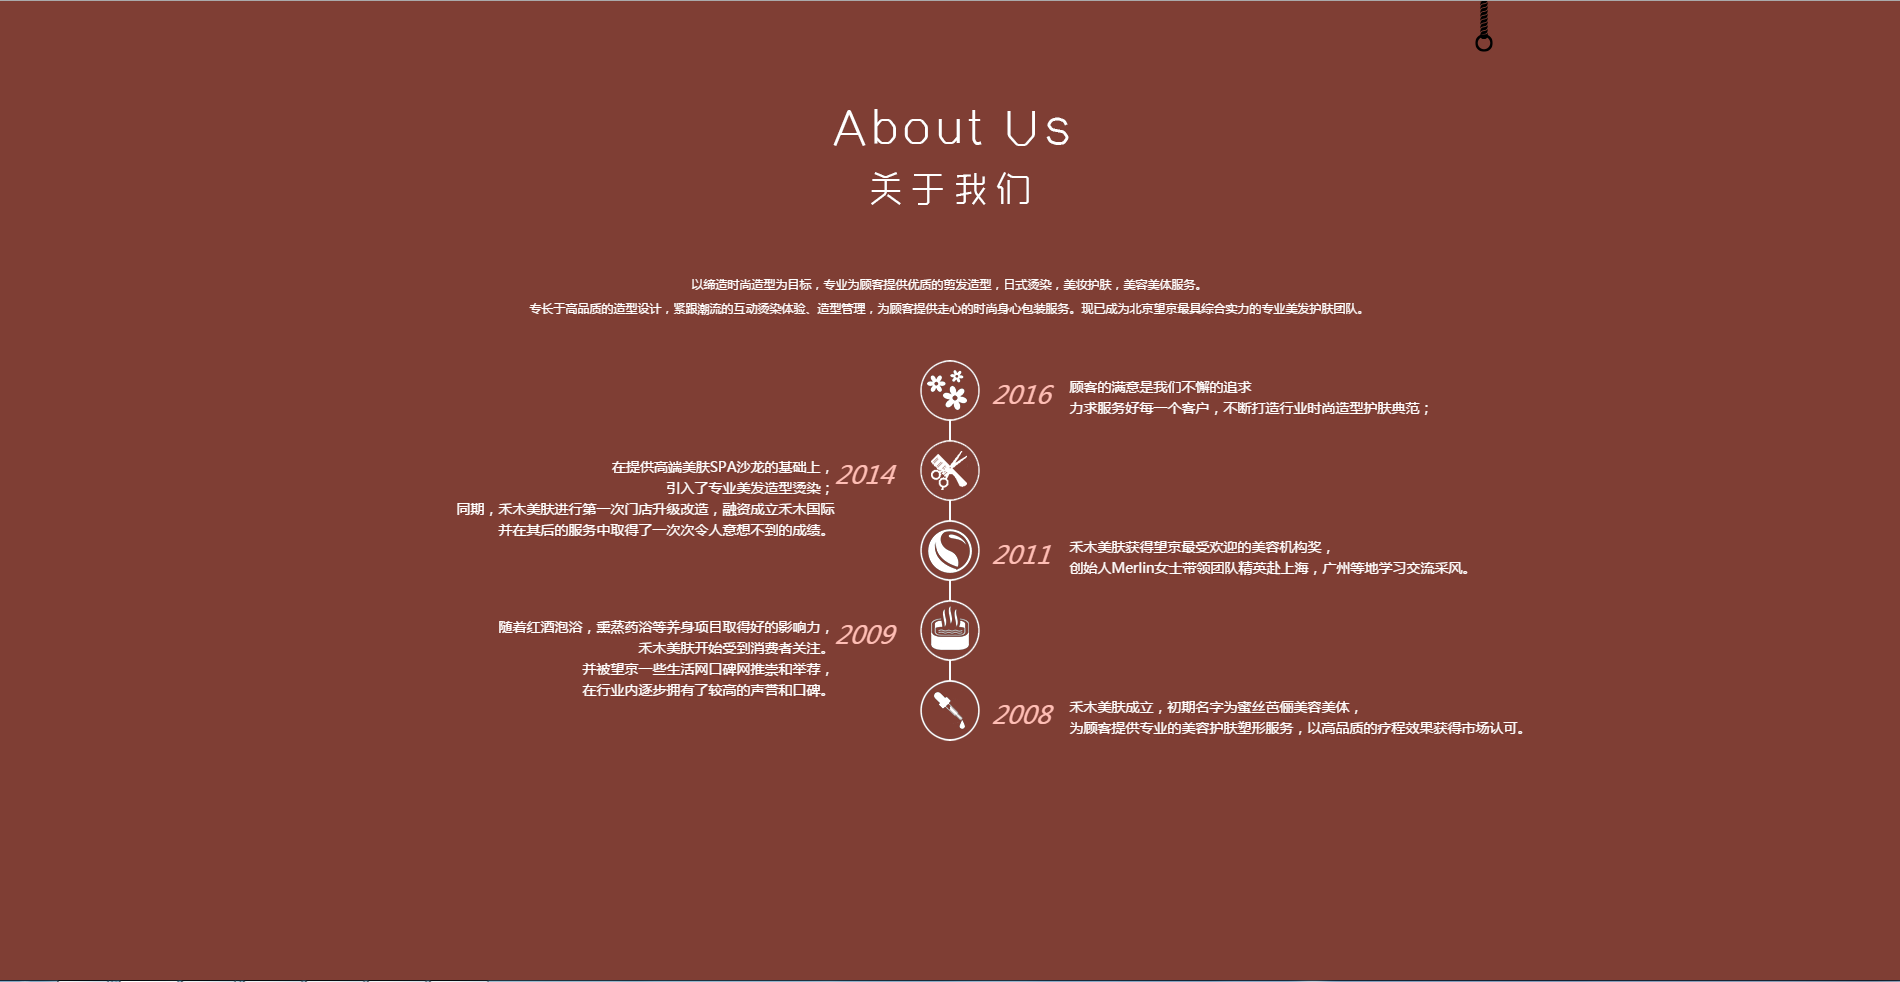 About Us
关于我们
以缔造时尚造型为目标，专业为顾客提供优质的剪发造型，日式烫染，美妆护肤，美容美体服务。
专长于高品质的造型设计，紧跟潮流的互动烫染体验、造型管理，为顾客提供走心的时尚身心包装服务。现已成为北京望京最具综合实力的专业美发护肤团队。
2016
顾客的满意是我们不懈的追求
力求服务好每一个客户，不断打造行业时尚造型护肤典范；
2014
在提供高端美肤SPA沙龙的基础上，
引入了专业美发造型烫染；
同期，禾木美肤进行第一次门店升级改造，融资成立禾木国际
并在其后的服务中取得了一次次令人意想不到的成绩。
2011
禾木美肤获得望京最受欢迎的美容机构奖，
创始人Merlin女士带领团队精英赴上海，广州等地学习交流采风。
2009
随着红酒泡浴，熏蒸药浴等养身项目取得好的影响力，
禾木美肤开始受到消费者关注。
并被望京一些生活网口碑网推崇和举荐，
在行业内逐步拥有了较高的声誉和口碑。
2008
禾木美肤成立，初期名字为蜜丝芭俪美容美体，
为顾客提供专业的美容护肤塑形服务，以高品质的疗程效果获得市场认可。